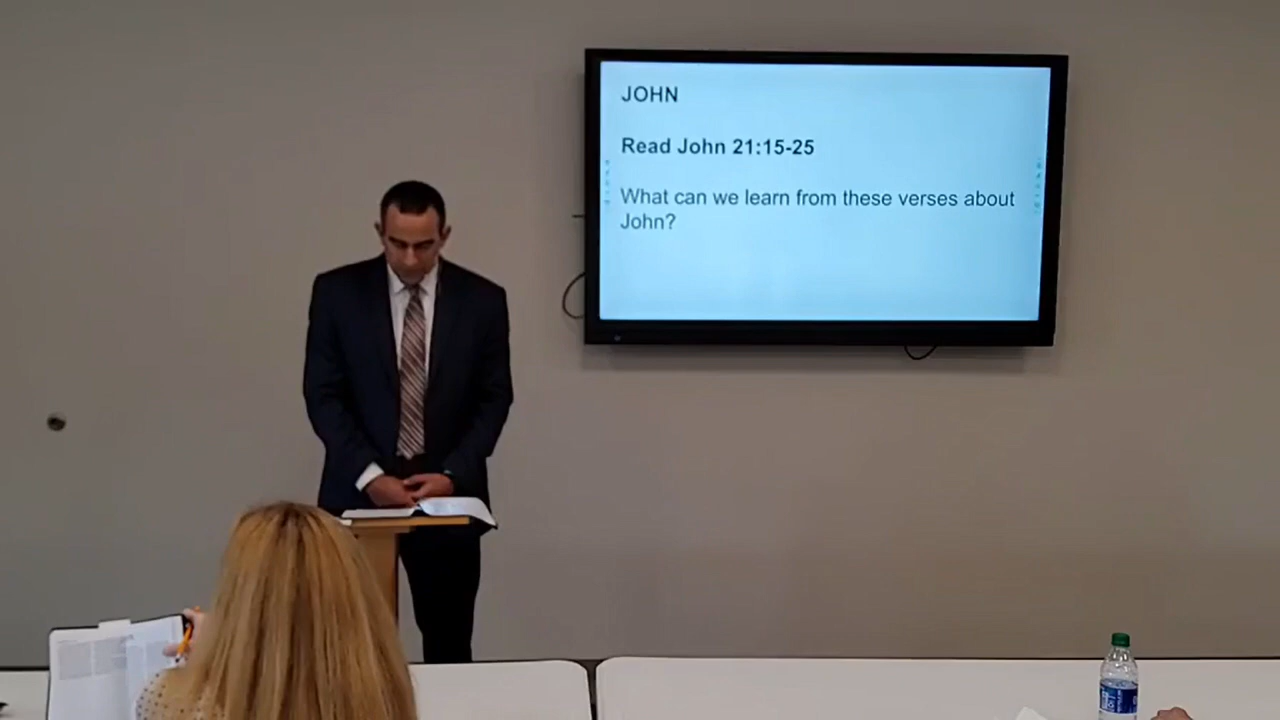 JOHN
Read John 21:15-25
What can we learn from these verses about
John?